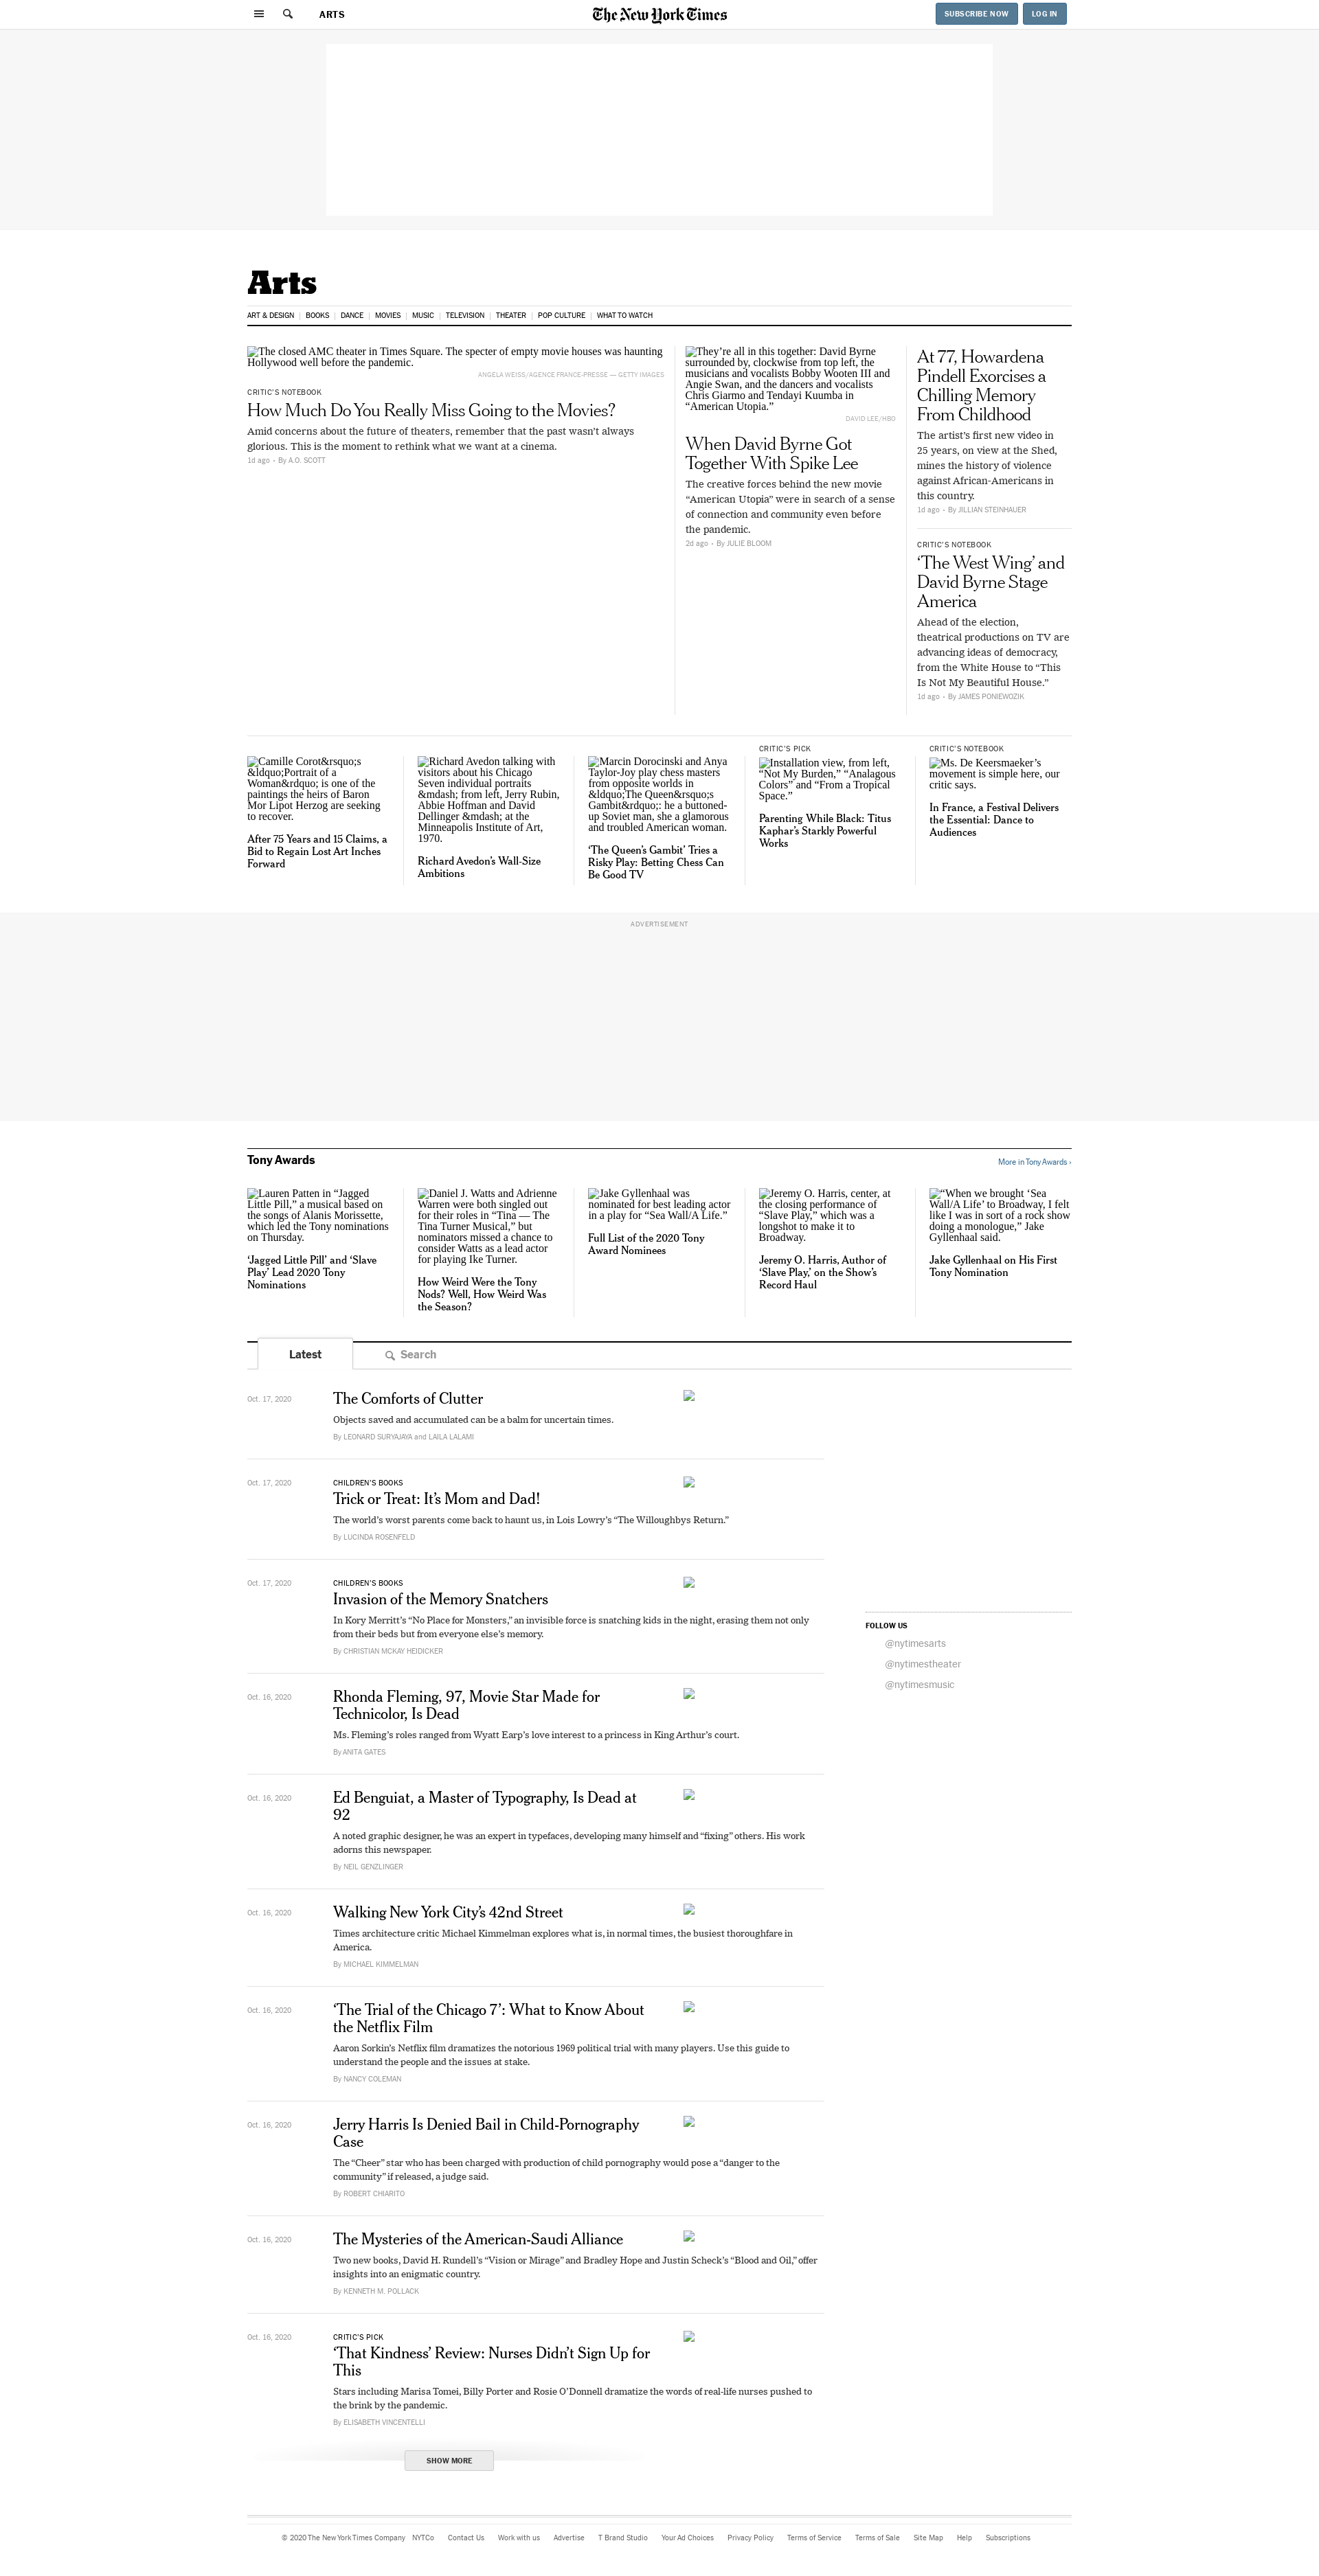 ARTS
The New York Times
SUBSCRIBE NOW
LOG IN
Arts
ART & DESIGN
BOOKS
DANCE
MOVIES
MUSIC
TELEVISION
THEATER
POP CULTURE
WHAT TO WATCH
The closed AMC theater in Times Square. The specter of empty movie houses was haunting
Hollywood well before the pandemic.
ANGELA WEISS/AGENCE FRANCE-PRESSE — GETTY IMAGES
CRITIC'S NOTEBOOK
How Much Do You Really Miss Going to the Movies?
Amid concerns about the future of theaters, remember that the past wasn't always
glorious. This is the moment to rethink what we want at a cinema.
1d ago • By A.O. SCOTT
They’re all in this together: David Byrne
surrounded by, clockwise from top left, the
musicians and vocalists Bobby Wooten III and
Angie Swan, and the dancers and vocalists
Chris Giarmo and Tendayi Kuumba in
“American Utopia.”
DAVID LEE/HBO
When David Byrne Got
Together With Spike Lee
The creative forces behind the new movie
“American Utopia” were in search of a sense
of connection and community even before
the pandemic.
2d ago • By JULIE BLOOM
At 77, Howardena
Pindell Exorcises a
Chilling Memory
From Childhood
The artist’s first new video in
25 years, on view at the Shed,
mines the history of violence
against African-Americans in
this country.
1d ago • By JILLIAN STEINHAUER
CRITIC'S NOTEBOOK
‘The West Wing’ and
David Byrne Stage
America
Ahead of the election,
theatrical productions on TV are
advancing ideas of democracy,
from the White House to “This
Is Not My Beautiful House.”
1d ago • By JAMES PONIEWOZIK
Camille Corot&rsquo;s
&ldquo;Portrait of a
Woman&rdquo; is one of the
paintings the heirs of Baron
Mor Lipot Herzog are seeking
to recover.
After 75 Years and 15 Claims, a
Bid to Regain Lost Art Inches
Forward
Richard Avedon talking with
visitors about his Chicago
Seven individual portraits
&mdash; from left, Jerry Rubin,
Abbie Hoffman and David
Dellinger &mdash; at the
Minneapolis Institute of Art,
1970.
Richard Avedon’s Wall-Size
Ambitions
Marcin Dorocinski and Anya
Taylor-Joy play chess masters
from opposite worlds in
&ldquo;The Queen&rsquo;s
Gambit&rdquo;: he a buttoned-
up Soviet man, she a glamorous
and troubled American woman.
‘The Queen’s Gambit’ Tries a
Risky Play: Betting Chess Can
Be Good TV
CRITIC’S PICK
Installation view, from left,
“Not My Burden,” “Analagous
Colors” and “From a Tropical
Space.”
Parenting While Black: Titus
Kaphar’s Starkly Powerful
Works
CRITIC’S NOTEBOOK
Ms. De Keersmaeker’s
movement is simple here, our
critic says.
In France, a Festival Delivers
the Essential: Dance to
Audiences
ADVERTISEMENT
Tony Awards
More in Tony Awards ›
Lauren Patten in “Jagged
Little Pill,” a musical based on
the songs of Alanis Morissette,
which led the Tony nominations
on Thursday.
‘Jagged Little Pill’ and ‘Slave
Play’ Lead 2020 Tony
Nominations
Daniel J. Watts and Adrienne
Warren were both singled out
for their roles in “Tina — The
Tina Turner Musical,” but
nominators missed a chance to
consider Watts as a lead actor
for playing Ike Turner.
How Weird Were the Tony
Nods? Well, How Weird Was
the Season?
Jake Gyllenhaal was
nominated for best leading actor
in a play for “Sea Wall/A Life.”
Full List of the 2020 Tony
Award Nominees
Jeremy O. Harris, center, at
the closing performance of
“Slave Play,” which was a
longshot to make it to
Broadway.
Jeremy O. Harris, Author of
‘Slave Play,’ on the Show’s
Record Haul
“When we brought ‘Sea
Wall/A Life’ to Broadway, I felt
like I was in sort of a rock show
doing a monologue,” Jake
Gyllenhaal said.
Jake Gyllenhaal on His First
Tony Nomination
Latest
Search
Oct. 17, 2020
The Comforts of Clutter
Objects saved and accumulated can be a balm for uncertain times.
By LEONARD SURYAJAYA and LAILA LALAMI
Oct. 17, 2020
CHILDREN’S BOOKS
Trick or Treat: It’s Mom and Dad!
The world’s worst parents come back to haunt us, in Lois Lowry’s “The Willoughbys Return.”
By LUCINDA ROSENFELD
Oct. 17, 2020
CHILDREN’S BOOKS
Invasion of the Memory Snatchers
In Kory Merritt’s “No Place for Monsters,” an invisible force is snatching kids in the night, erasing them not only
from their beds but from everyone else’s memory.
By CHRISTIAN MCKAY HEIDICKER
FOLLOW US
@nytimesarts
@nytimestheater
@nytimesmusic
Oct. 16, 2020
Rhonda Fleming, 97, Movie Star Made for
Technicolor, Is Dead
Ms. Fleming’s roles ranged from Wyatt Earp’s love interest to a princess in King Arthur’s court.
By ANITA GATES
Oct. 16, 2020
Ed Benguiat, a Master of Typography, Is Dead at
92
A noted graphic designer, he was an expert in typefaces, developing many himself and “fixing” others. His work
adorns this newspaper.
By NEIL GENZLINGER
Oct. 16, 2020
Walking New York City’s 42nd Street
Times architecture critic Michael Kimmelman explores what is, in normal times, the busiest thoroughfare in
America.
By MICHAEL KIMMELMAN
Oct. 16, 2020
‘The Trial of the Chicago 7’: What to Know About
the Netflix Film
Aaron Sorkin’s Netflix film dramatizes the notorious 1969 political trial with many players. Use this guide to
understand the people and the issues at stake.
By NANCY COLEMAN
Oct. 16, 2020
Jerry Harris Is Denied Bail in Child-Pornography
Case
The “Cheer” star who has been charged with production of child pornography would pose a “danger to the
community” if released, a judge said.
By ROBERT CHIARITO
Oct. 16, 2020
The Mysteries of the American-Saudi Alliance
Two new books, David H. Rundell’s “Vision or Mirage” and Bradley Hope and Justin Scheck’s “Blood and Oil,” offer
insights into an enigmatic country.
By KENNETH M. POLLACK
Oct. 16, 2020
CRITIC’S PICK
‘That Kindness’ Review: Nurses Didn’t Sign Up for
This
Stars including Marisa Tomei, Billy Porter and Rosie O’Donnell dramatize the words of real-life nurses pushed to
the brink by the pandemic.
By ELISABETH VINCENTELLI
SHOW MORE
© 2020 The New York Times Company NYTCo Contact Us Work with us Advertise T Brand Studio Your Ad Choices Privacy Policy Terms of Service Terms of Sale Site Map Help Subscriptions